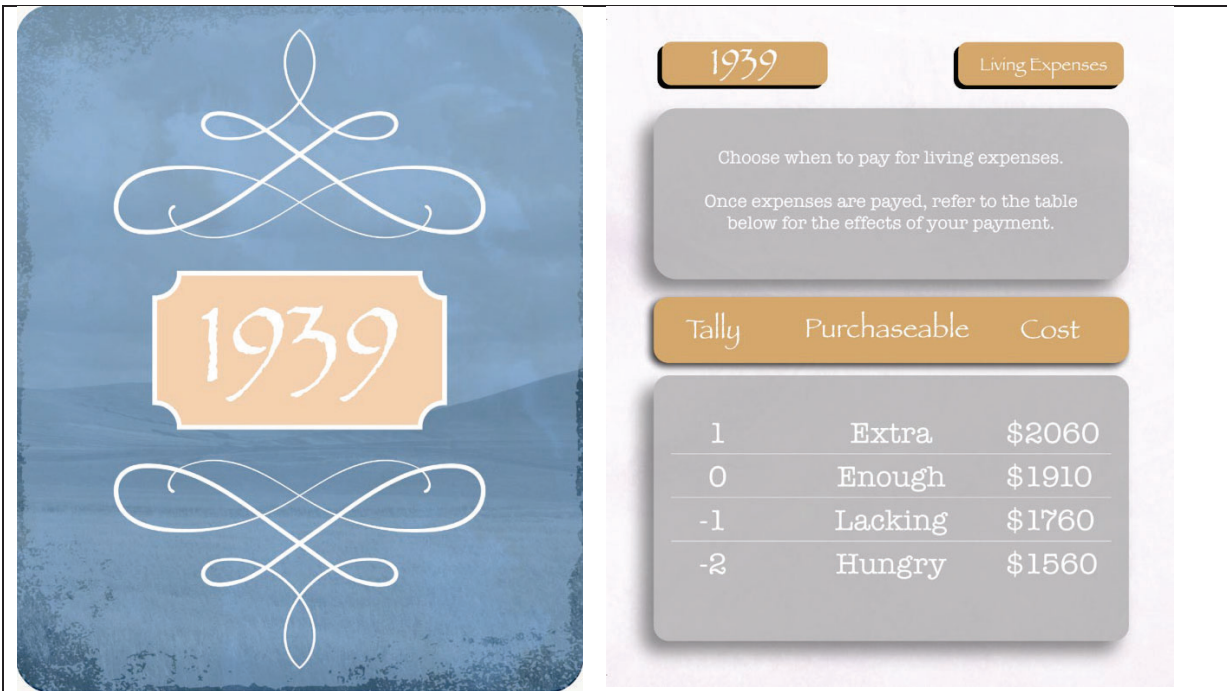 1939
1939
Living Expenses
Choose when to pay for living expenses.
Once expenses are payed, refer to the table
below for the effects of your payment.
Tally Purchaseable Cost
1 Extra $2060
0 Enough $1910
-1 Lacking $1760
-2 Hungry $1560